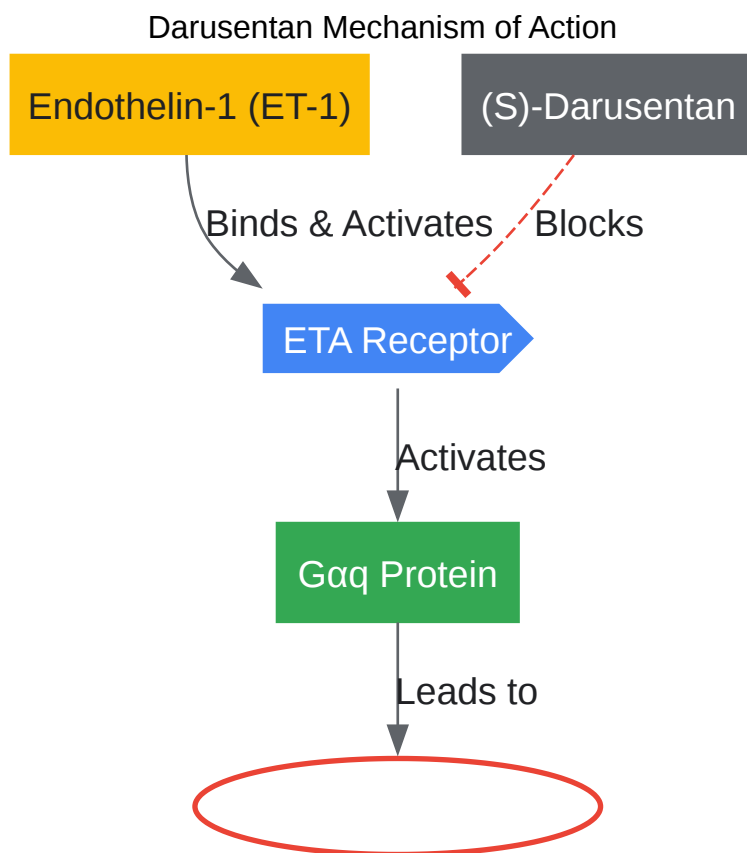 Darusentan Mechanism of Action
Endothelin-1 (ET-1)
(S)-Darusentan
Binds & Activates
Blocks
ETA Receptor
Activates
Gαq Protein
Leads to